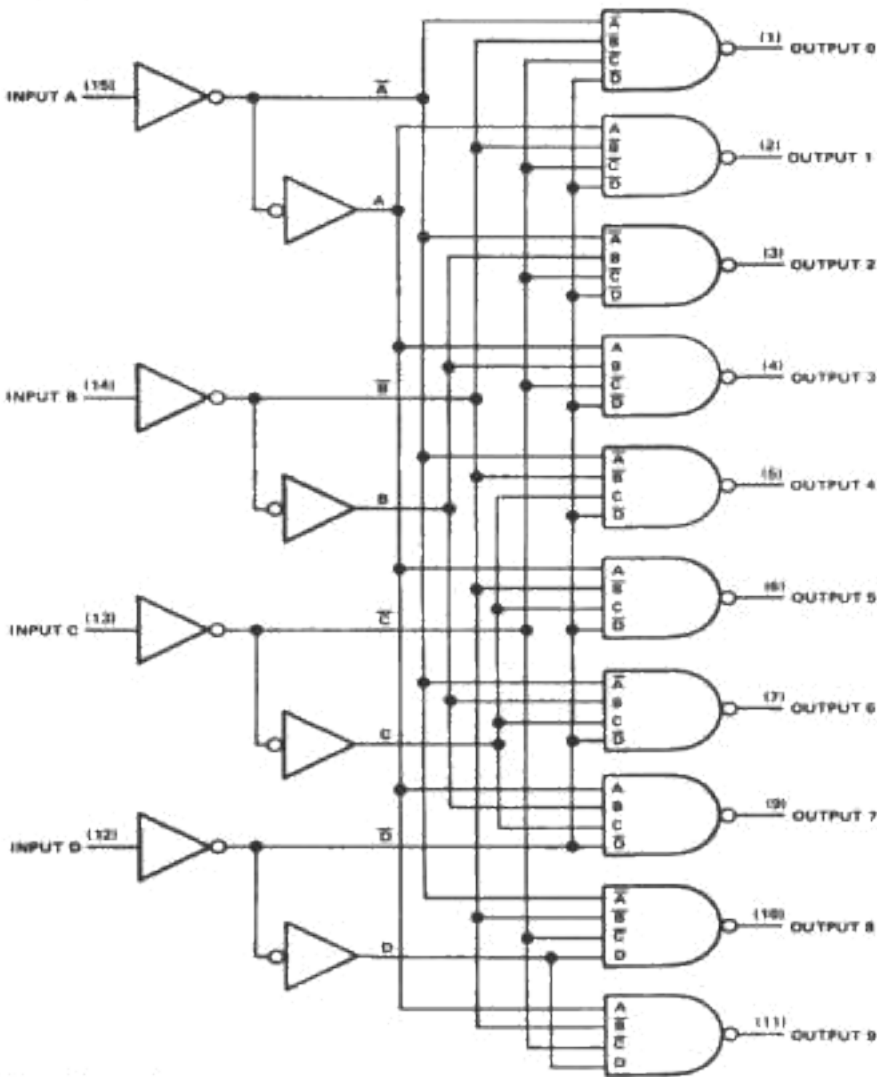 INPUT A (15)
A̅
A
INPUT B (14)
B̅
B
INPUT C (13)
C̅
C
INPUT D (12)
D̅
D
A̅
B̅
C̅
D̅
(1) OUTPUT 0
A
B̅
C̅
D̅
(2) OUTPUT 1
A̅
B
C̅
D̅
(3) OUTPUT 2
A
B
C̅
D̅
(4) OUTPUT 3
A̅
B̅
C
D̅
(5) OUTPUT 4
A
B̅
C
D̅
(6) OUTPUT 5
A̅
B
C
D̅
(7) OUTPUT 6
A
B
C
D̅
(9) OUTPUT 7
A̅
B̅
C̅
D
(10) OUTPUT 8
A
B̅
C̅
D
(11) OUTPUT 9